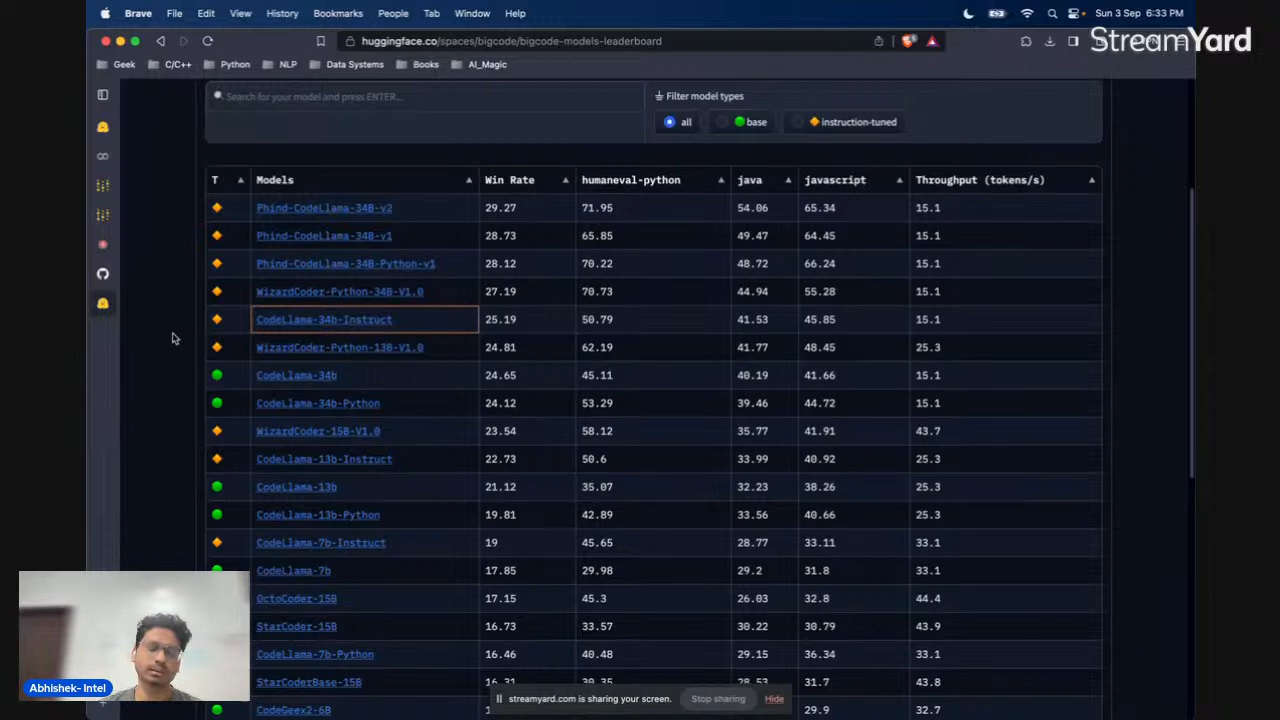 Brave File Edit View History Bookmarks People Tab Window Help Sun 3 Sep 6:33 PM
StreamYard
huggingface.co/spaces/bigcode/bigcode-models-leaderboard
Geek C/C++ Python NLP Data Systems Books AI_Magic
Search for your model and press ENTER...
Filter model types
all base instruction-tuned
T Models Win Rate humaneval-python java javascript Throughput (tokens/s)
Phind-CodeLlama-34B-v2 29.27 71.95 54.06 65.34 15.1
Phind-CodeLlama-34B-v1 28.73 65.85 49.47 64.45 15.1
Phind-CodeLlama-34B-Python-v1 28.12 70.22 48.72 66.24 15.1
WizardCoder-Python-34B-V1.0 27.19 70.73 44.94 55.28 15.1
CodeLlama-34b-Instruct 25.19 50.79 41.53 45.85 15.1
WizardCoder-Python-13B-V1.0 24.81 62.19 41.77 48.45 25.3
CodeLlama-34b 24.65 45.11 40.19 41.66 15.1
CodeLlama-34b-Python 24.12 53.29 39.46 44.72 15.1
WizardCoder-15B-V1.0 23.54 58.12 35.77 41.91 43.7
CodeLlama-13b-Instruct 22.73 50.6 33.99 40.92 25.3
CodeLlama-13b 21.12 35.07 32.23 38.26 25.3
CodeLlama-13b-Python 19.81 42.89 33.56 40.66 25.3
CodeLlama-7b-Instruct 19 45.65 28.77 33.11 33.1
CodeLlama-7b 17.85 29.98 29.2 31.8 33.1
OctoCoder-15B 17.15 45.3 26.03 32.8 44.4
StarCoder-15B 16.73 33.57 30.22 30.79 43.9
CodeLlama-7b-Python 16.46 40.48 29.15 36.34 33.1
StarCoderBase-15B 16.31 30.35 28.53 31.7 43.8
CodeGeex2-6B 29.9 32.7
Abhishek- Intel
streamyard.com is sharing your screen. Stop sharing Hide